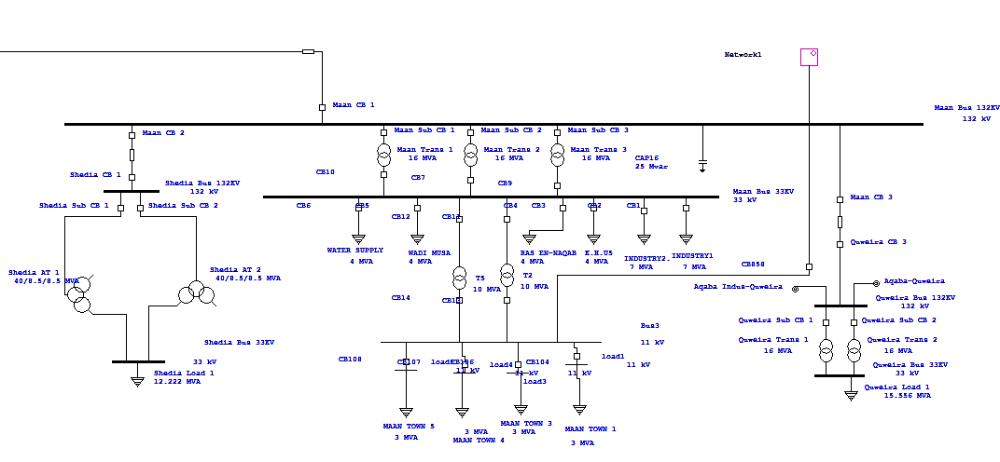 Network1
Maan CB 1
Maan Bus 132KV
132 kV
Maan CB 2
Maan Sub CB 1
Maan Sub CB 2
Maan Sub CB 3
Maan Trans 1
16 MVA
Maan Trans 2
16 MVA
Maan Trans 3
16 MVA
CAP16
25 Mvar
Shedia CB 1
CB10
CB7
CB9
Shedia Bus 132KV
132 kV
Maan Bus 33KV
33 kV
Maan CB 3
Shedia Sub CB 1
Shedia Sub CB 2
CB6
CB5
CB4
CB3
CB2
CB1
CB12
CB11
Quweira CB 3
WATER SUPPLY
4 MVA
WADI MUSA
4 MVA
RAS EN-NAQAB
4 MVA
K.H.U5
4 MVA
INDUSTRY2.
7 MVA
INDUSTRY1
7 MVA
CB858
Shedia AT 1
40/8.5/8.5 MVA
Shedia AT 2
40/8.5/8.5 MVA
T5
10 MVA
T2
10 MVA
Aqaba Indus-Quweira
Aqaba-Quweira
Quweira Bus 132KV
132 kV
CB14
CB13
Quweira Sub CB 1
Quweira Sub CB 2
Bus3
11 kV
Quweira Trans 1
16 MVA
Quweira Trans 2
16 MVA
Shedia Bus 33KV
33 kV
CB108
CB107
CB106
11 kV
load4
CB104
11 kV
load3
load1
11 kV
11 kV
Quweira Bus 33KV
33 kV
Shedia Load 1
12.222 MVA
Quweira Load 1
15.556 MVA
MAAN TOWN 5
3 MVA
3 MVA
MAAN TOWN 4
MAAN TOWN 3
3 MVA
MAAN TOWN 1
3 MVA